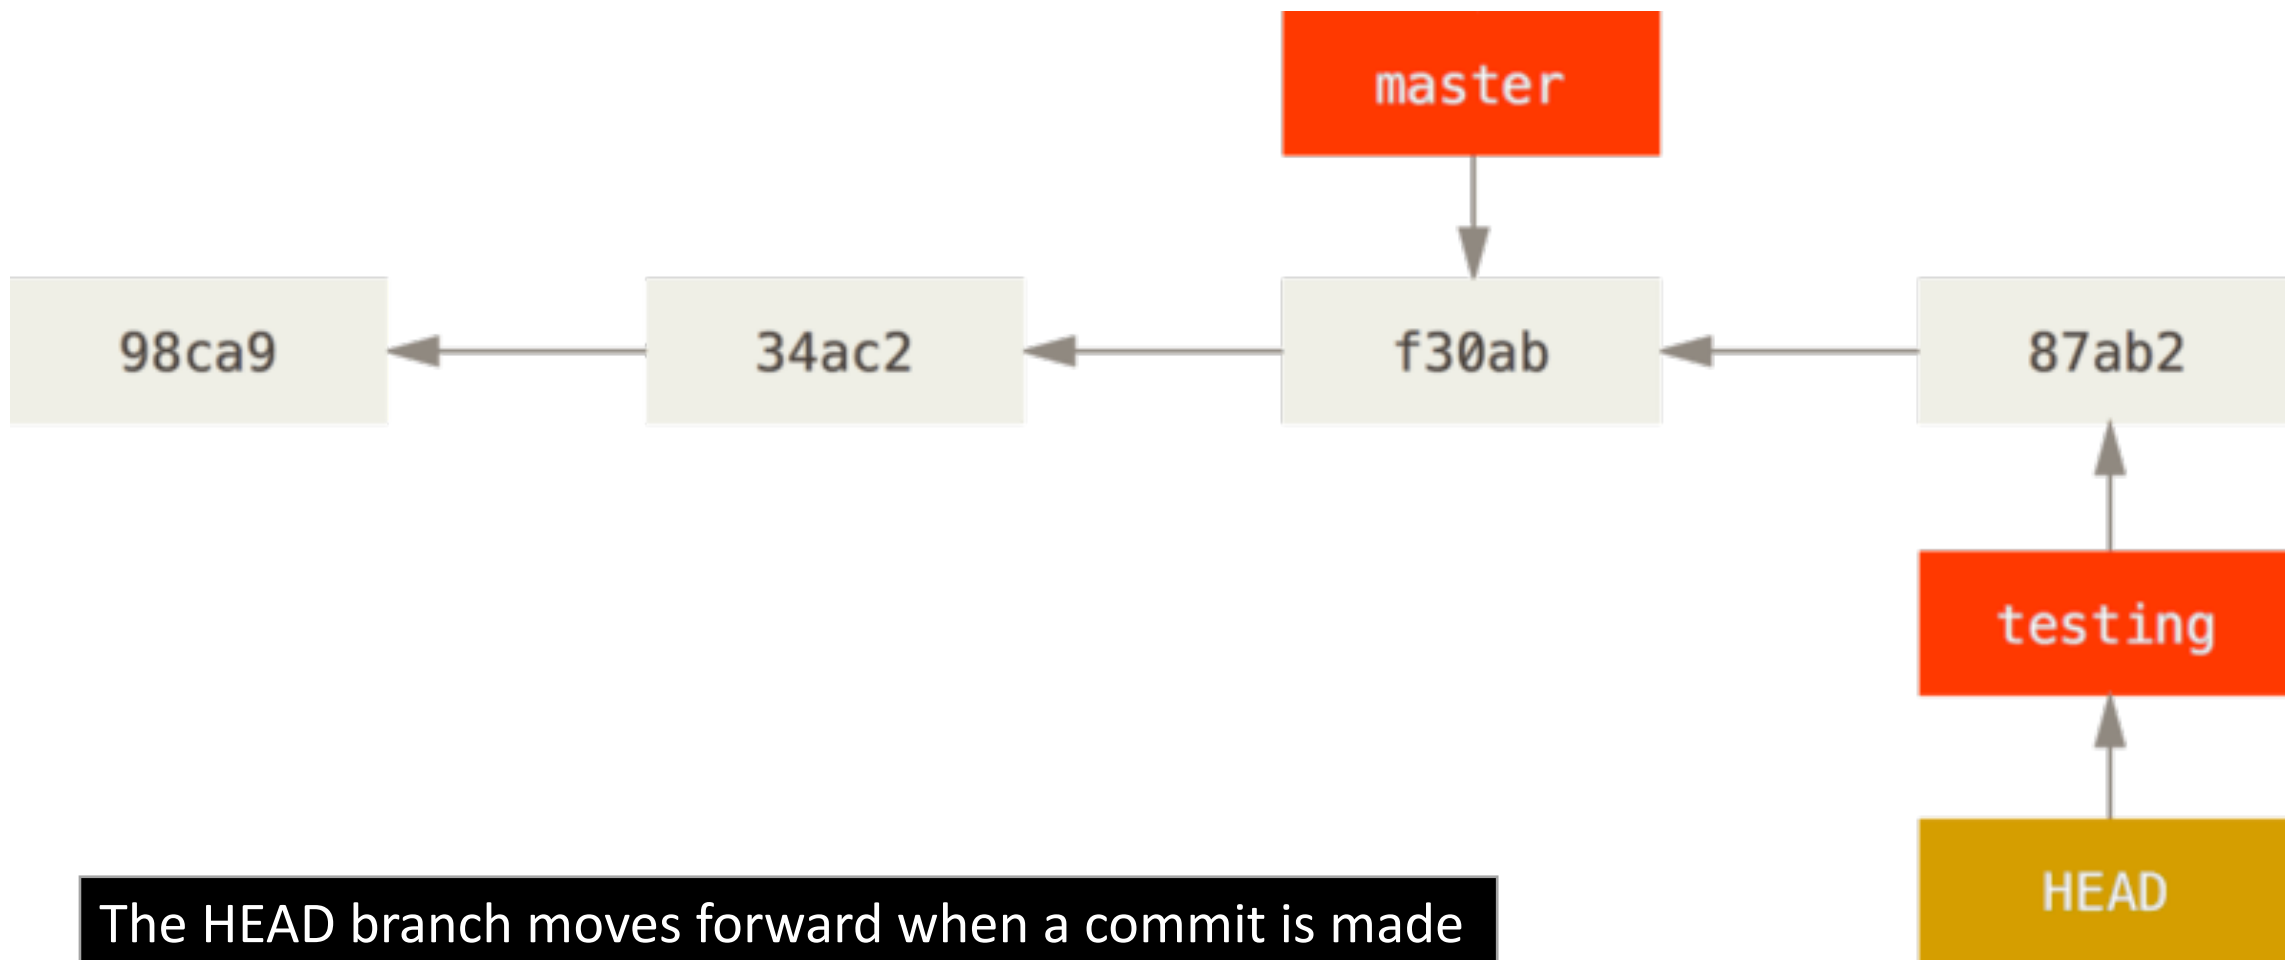 master
98ca9
34ac2
f30ab
87ab2
testing
HEAD
The HEAD branch moves forward when a commit is made